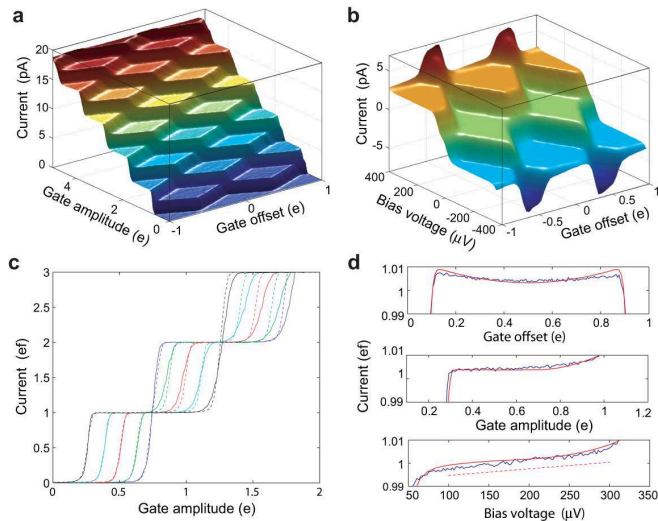 a
20
15
10
5
0
Current (pA)
4
2
0
Gate amplitude (e)
-1
0
1
Gate offset (e)
b
5
0
-5
Current (pA)
400
200
0
-200
-400
Bias voltage (μV)
-1
-0.5
0
0.5
1
Gate offset (e)
c
3
2.5
2
1.5
1
0.5
0
Current (ef)
0
0.5
1
1.5
2
Gate amplitude (e)
d
1.01
1
0.99
0 0.2 0.4 0.6 0.8 1
Gate offset (e)
1.01
1
0.99
0.2 0.4 0.6 0.8 1 1.2
Gate amplitude (e)
Current (ef)
1.01
1
0.99
50 100 150 200 250 300 350
Bias voltage (μV)